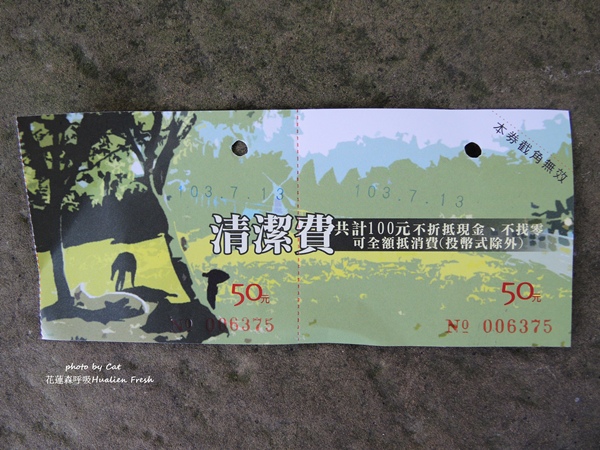 本券截角無效
103.7.13
103.7.13
清潔費
共計100元不折抵現金、不找零
可全額抵消費(投幣式除外)
50元
50元
No 006375
No 006375
photo by Cat
花蓮森呼吸Hualien Fresh